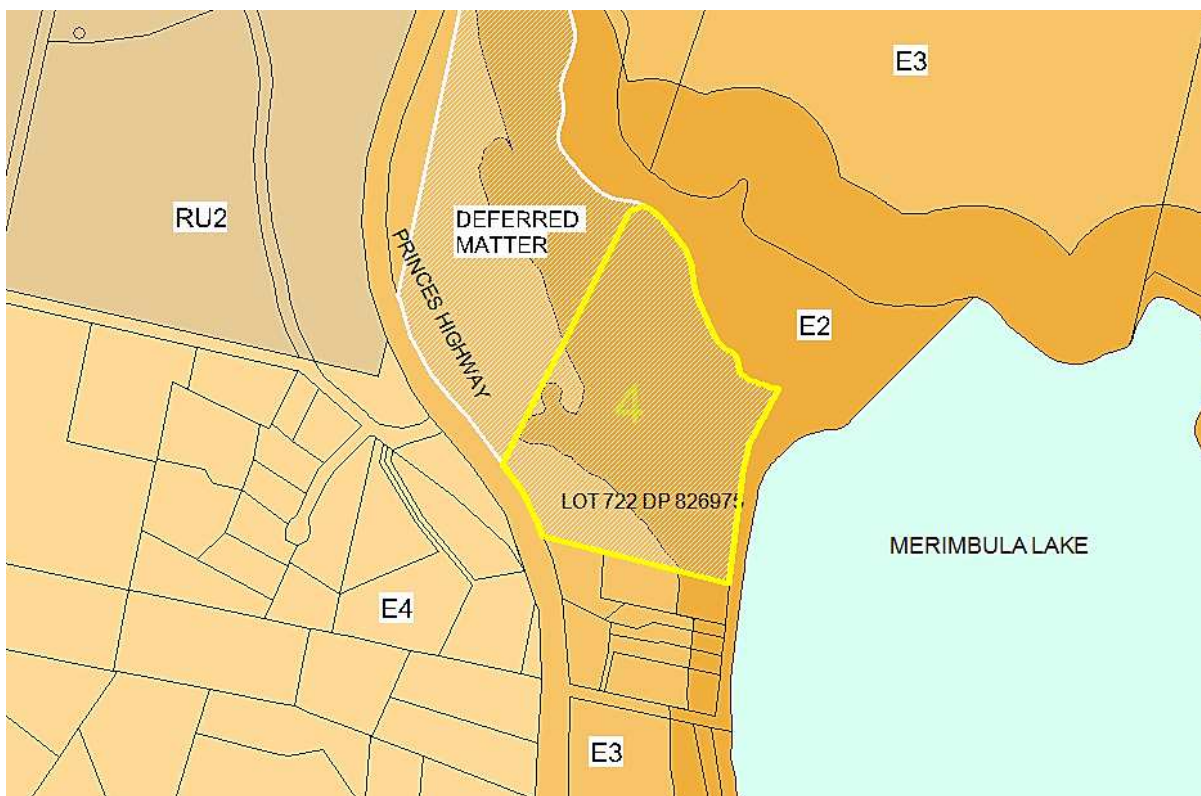 E3
RU2
DEFERRED
MATTER
PRINCES HIGHWAY
E2
4
LOT 722 DP 826975
MERIMBULA LAKE
E4
E3